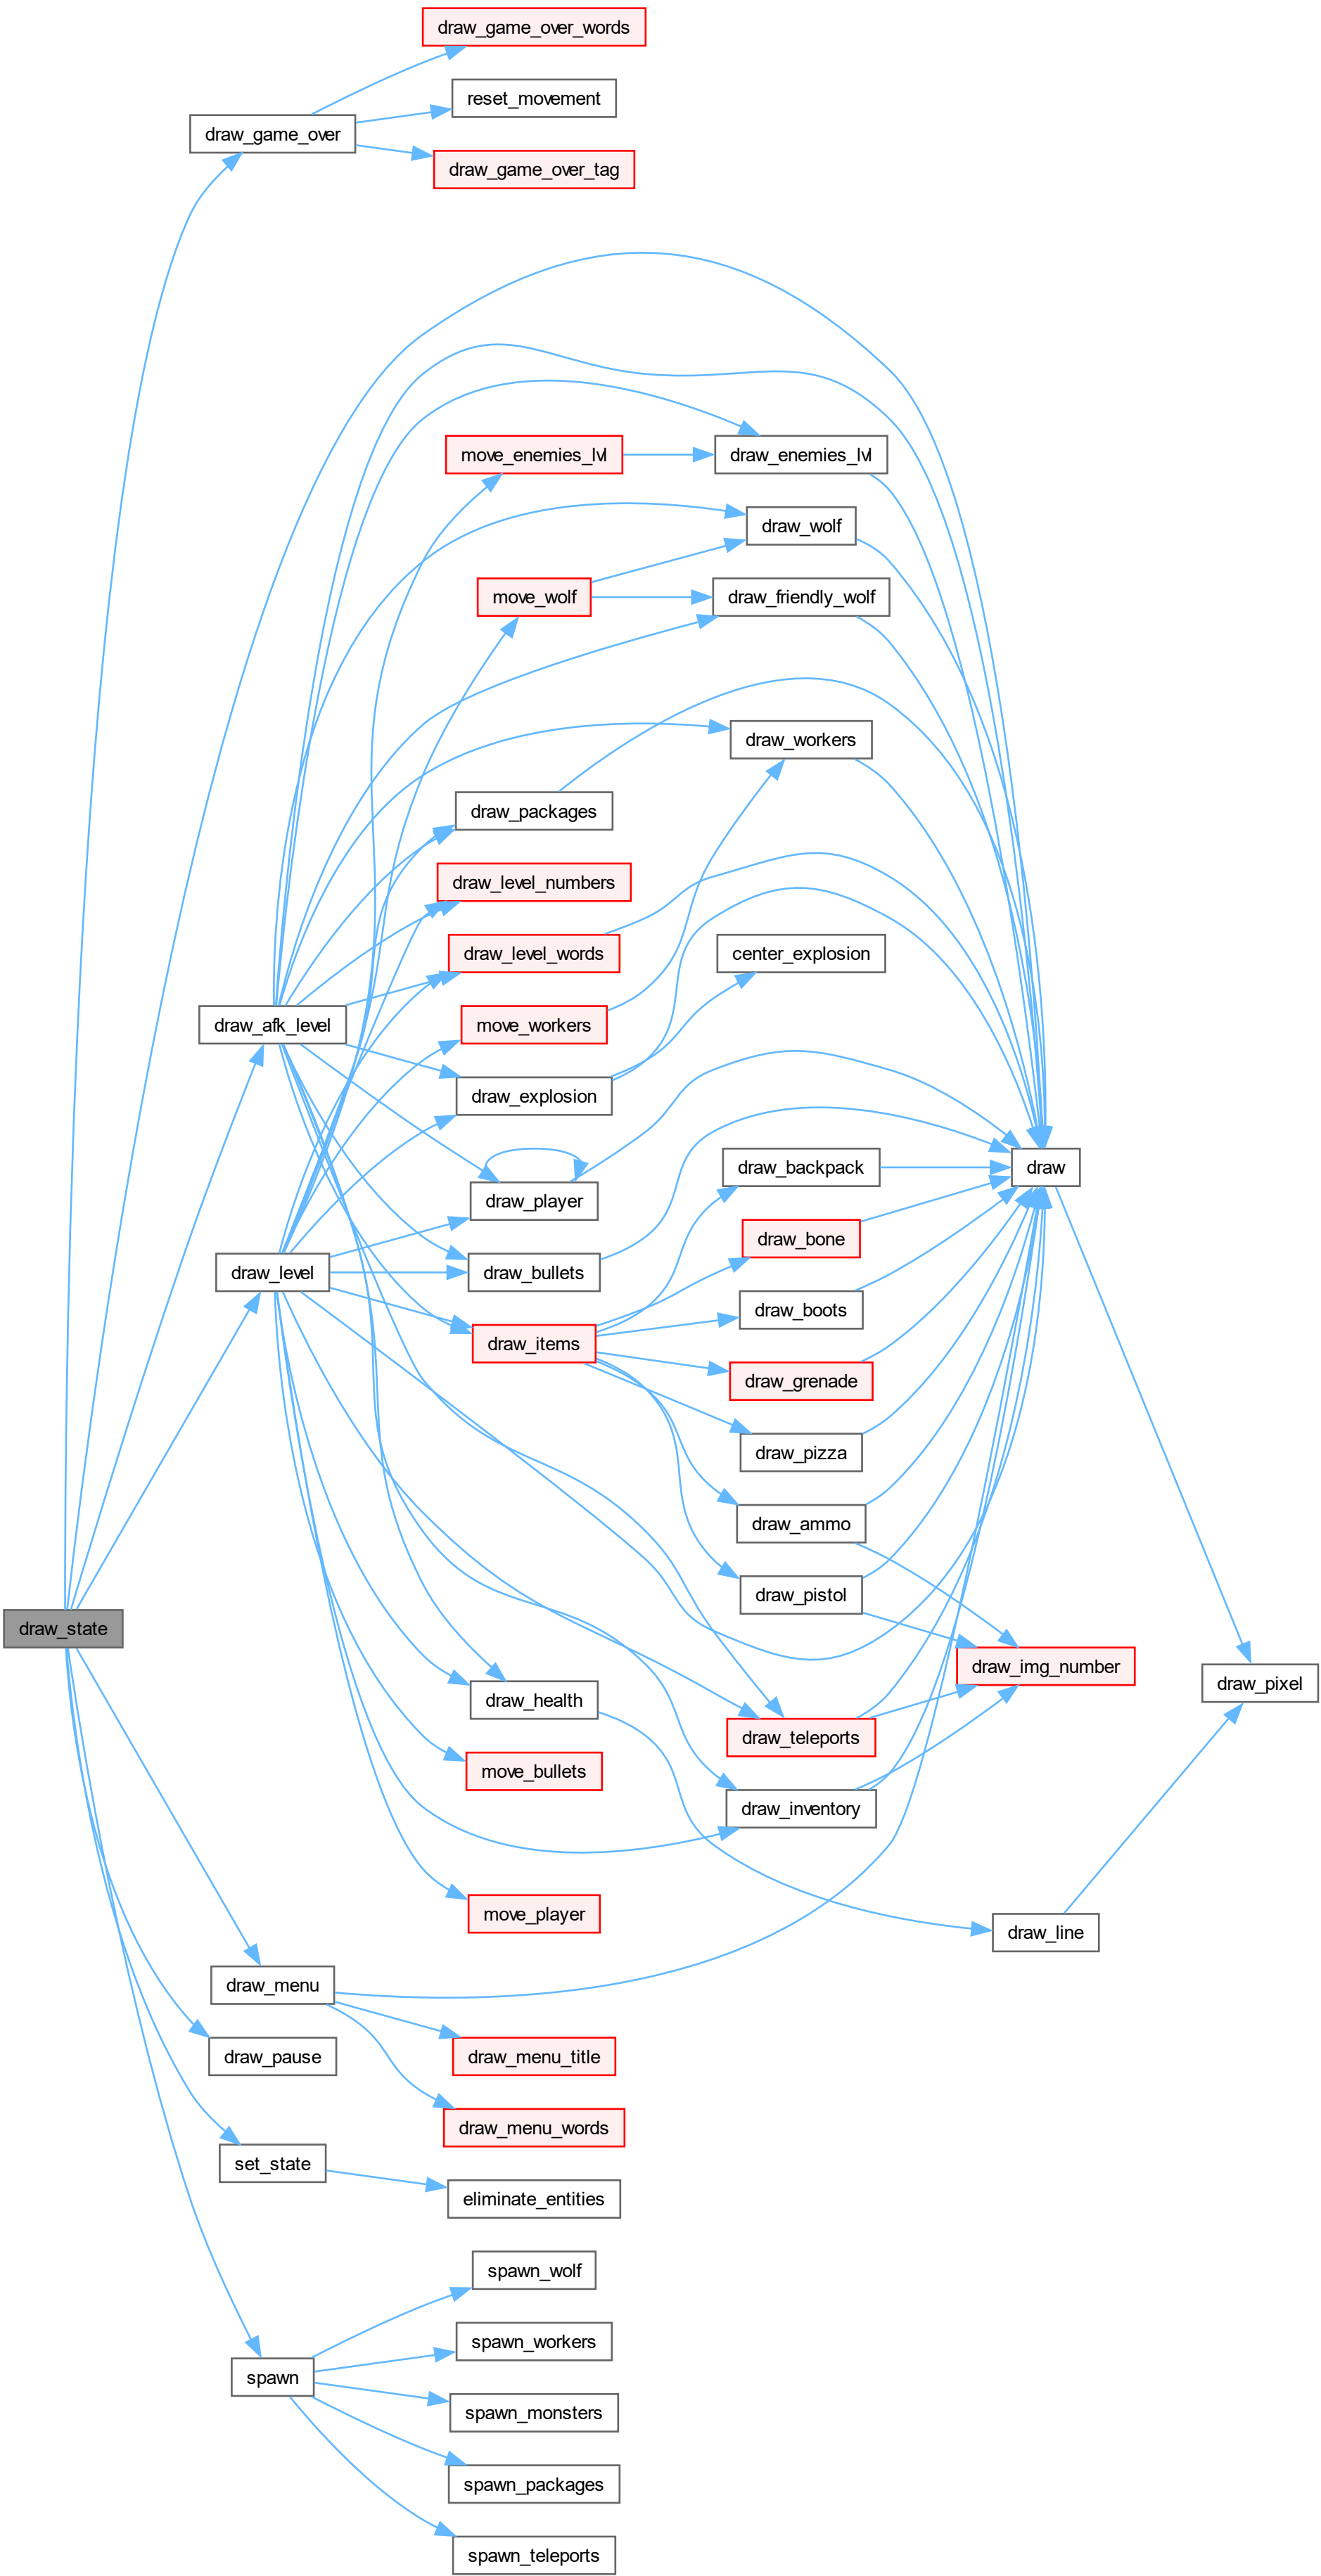 draw_game_over_words
reset_movement
draw_game_over
draw_game_over_tag
move_enemies_lvl
draw_enemies_lvl
draw_wolf
move_wolf
draw_friendly_wolf
draw_workers
draw_packages
draw_level_numbers
draw_level_words
center_explosion
draw_afk_level
move_workers
draw_explosion
draw_backpack
draw
draw_player
draw_bone
draw_level
draw_bullets
draw_boots
draw_items
draw_grenade
draw_pizza
draw_ammo
draw_pistol
draw_state
draw_img_number
draw_pixel
draw_health
draw_teleports
move_bullets
draw_inventory
move_player
draw_line
draw_menu
draw_pause
draw_menu_title
draw_menu_words
set_state
eliminate_entities
spawn_wolf
spawn_workers
spawn
spawn_monsters
spawn_packages
spawn_teleports